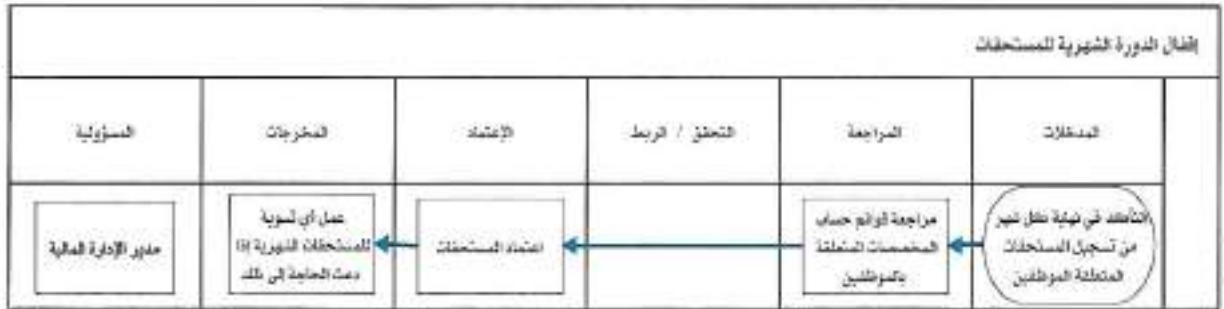 إقفال الدورة الشهرية للمستحقات
المدخلات
المراجعة
التحقق / الربط
الإعتماد
المخرجات
المسؤولية
التأكد في نهاية كل شهر
من تسجيل المستحقات
المتعلقة الموظفين
مراجعة قوائم حساب
المخصصات المتعلقة
بالموظفين
اعتماد المستحقات
عمل أي تسوية
للمستحقات الشهرية إذا
دعت الحاجة إلى ذلك
مدير الإدارة المالية